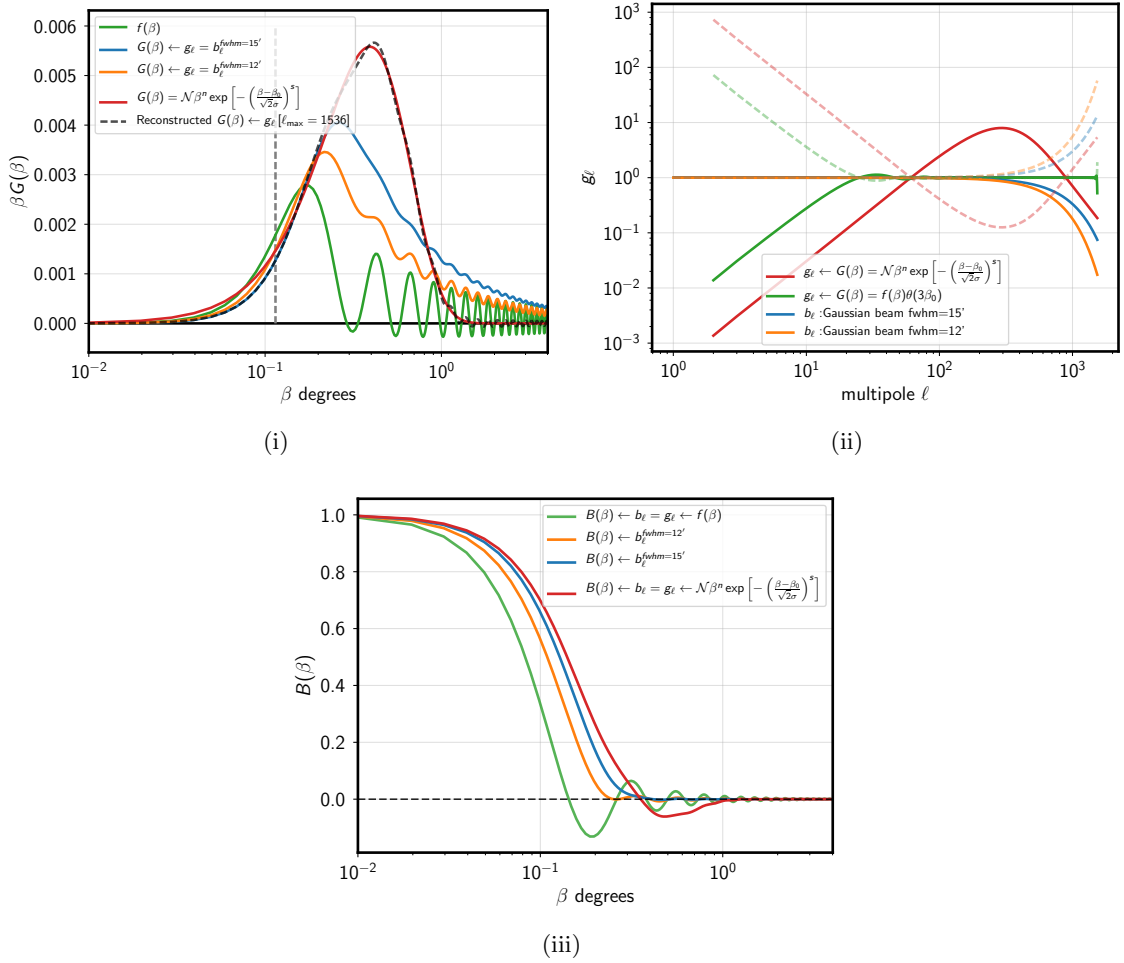 0.006
0.005
0.004
0.003
0.002
0.001
0.000
βG(β)
f(β)
G(β) ← g_ℓ = b_ℓ^{fwhm=15′}
G(β) ← g_ℓ = b_ℓ^{fwhm=12′}
G(β) = 𝒩β^n exp[−((β−β_0)/(√2σ))^s]
Reconstructed G(β) ← g_ℓ [ℓ_max = 1536]
10^{−2} 10^{−1} 10^0
β degrees
(i)
10^3
10^2
10^1
10^0
10^{−1}
10^{−2}
10^{−3}
g_ℓ
g_ℓ ← G(β) = 𝒩β^n exp[−((β−β_0)/(√2σ))^s]
g_ℓ ← G(β) = f(β)θ(3β_0)
b_ℓ :Gaussian beam fwhm=15'
b_ℓ :Gaussian beam fwhm=12'
10^0 10^1 10^2 10^3
multipole ℓ
(ii)
1.0
0.8
0.6
0.4
0.2
0.0
B(β)
B(β) ← b_ℓ = g_ℓ ← f(β)
B(β) ← b_ℓ^{fwhm=12′}
B(β) ← b_ℓ^{fwhm=15′}
B(β) ← b_ℓ = g_ℓ ← 𝒩β^n exp[−((β−β_0)/(√2σ))^s]
10^{−2} 10^{−1} 10^0
β degrees
(iii)